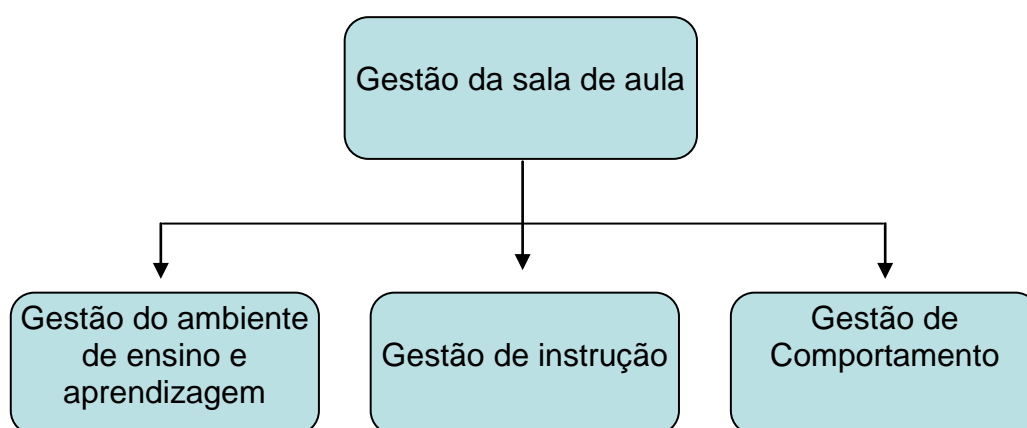 Gestão da sala de aula
Gestão do ambiente
de ensino e
aprendizagem
Gestão de instrução
Gestão de
Comportamento